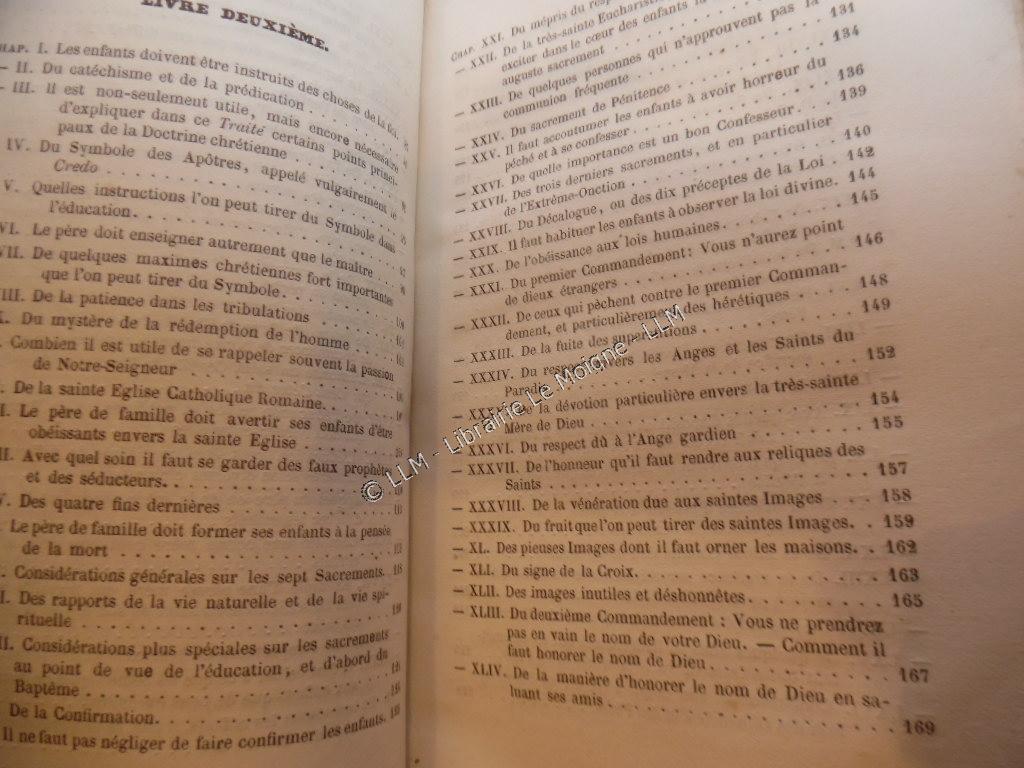 LIVRE DEUXIÈME.
HAP. I. Les enfants doivent être instruits des choses de la foi.
— II. Du catéchisme et de la prédication
— III. Il est non-seulement utile, mais encore nécessaire
d'expliquer dans ce Traité certains points princi-
paux de la Doctrine chrétienne
IV. Du Symbole des Apôtres, appelé vulgairement le
Credo
V. Quelles instructions l'on peut tirer du Symbole dans
l'éducation.
VI. Le père doit enseigner autrement que le maître
VII. De quelques maximes chrétiennes fort importantes
que l'on peut tirer du Symbole.
VIII. De la patience dans les tribulations
X. Du mystère de la rédemption de l'homme
. Combien il est utile de se rappeler souvent la passion
de Notre-Seigneur
I. De la sainte Eglise Catholique Romaine.
II. Le père de famille doit avertir ses enfants d'être
obéissants envers la sainte Eglise
II. Avec quel soin il faut se garder des faux prophètes
et des séducteurs.
V. Des quatre fins dernières
. Le père de famille doit former ses enfants à la pensée
de la mort
. Considérations générales sur les sept Sacrements.
I. Des rapports de la vie naturelle et de la vie spi-
rituelle
II. Considérations plus spéciales sur les sacrements
au point de vue de l'éducation, et d'abord du
Baptême
. De la Confirmation.
Il ne faut pas négliger de faire confirmer les enfants.
CHAP. XXI. Du mépris du
— XXII. De la très-sainte Eucharistie
exciter dans le cœur des enfants
auguste sacrement 131
— XXIII. De quelques personnes qui n'approuvent pas la
communion fréquente 134
— XXIV. Du sacrement de Pénitence
— XXV. Il faut accoutumer les enfants à avoir horreur du
péché et à se confesser 136
— XXVI. De quelle importance est un bon Confesseur. 139
— XXVII. Des trois derniers sacrements, et en particulier
de l'Extrême-Onction 140
— XXVIII. Du Décalogue, ou des dix préceptes de la Loi 142
— XXIX. Il faut habituer les enfants à observer la loi divine. 144
— XXX. De l'obéissance aux lois humaines. 145
— XXXI. Du premier Commandement : Vous n'aurez point
de dieux étrangers 146
— XXXII. De ceux qui pèchent contre le premier Comman-
dement, et particulièrement des hérétiques 148
— XXXIII. De la fuite des superstitions 149
— XXXIV. Du respect envers les Anges et les Saints du
Paradis 152
— XXXV. De la dévotion particulière envers la très-sainte
Mère de Dieu 154
— XXXVI. Du respect dû à l'Ange gardien 155
— XXXVII. De l'honneur qu'il faut rendre aux reliques des
Saints 157
— XXXVIII. De la vénération due aux saintes Images 158
— XXXIX. Du fruit que l'on peut tirer des saintes Images. 159
— XL. Des pieuses Images dont il faut orner les maisons. 162
— XLI. Du signe de la Croix. 163
— XLII. Des images inutiles et déshonnêtes 165
— XLIII. Du deuxième Commandement : Vous ne prendrez
pas en vain le nom de votre Dieu. — Comment il
faut honorer le nom de Dieu 167
— XLIV. De la manière d'honorer le nom de Dieu en sa-
luant ses amis 169
© LLM - Librairie Le Moigne - LLM